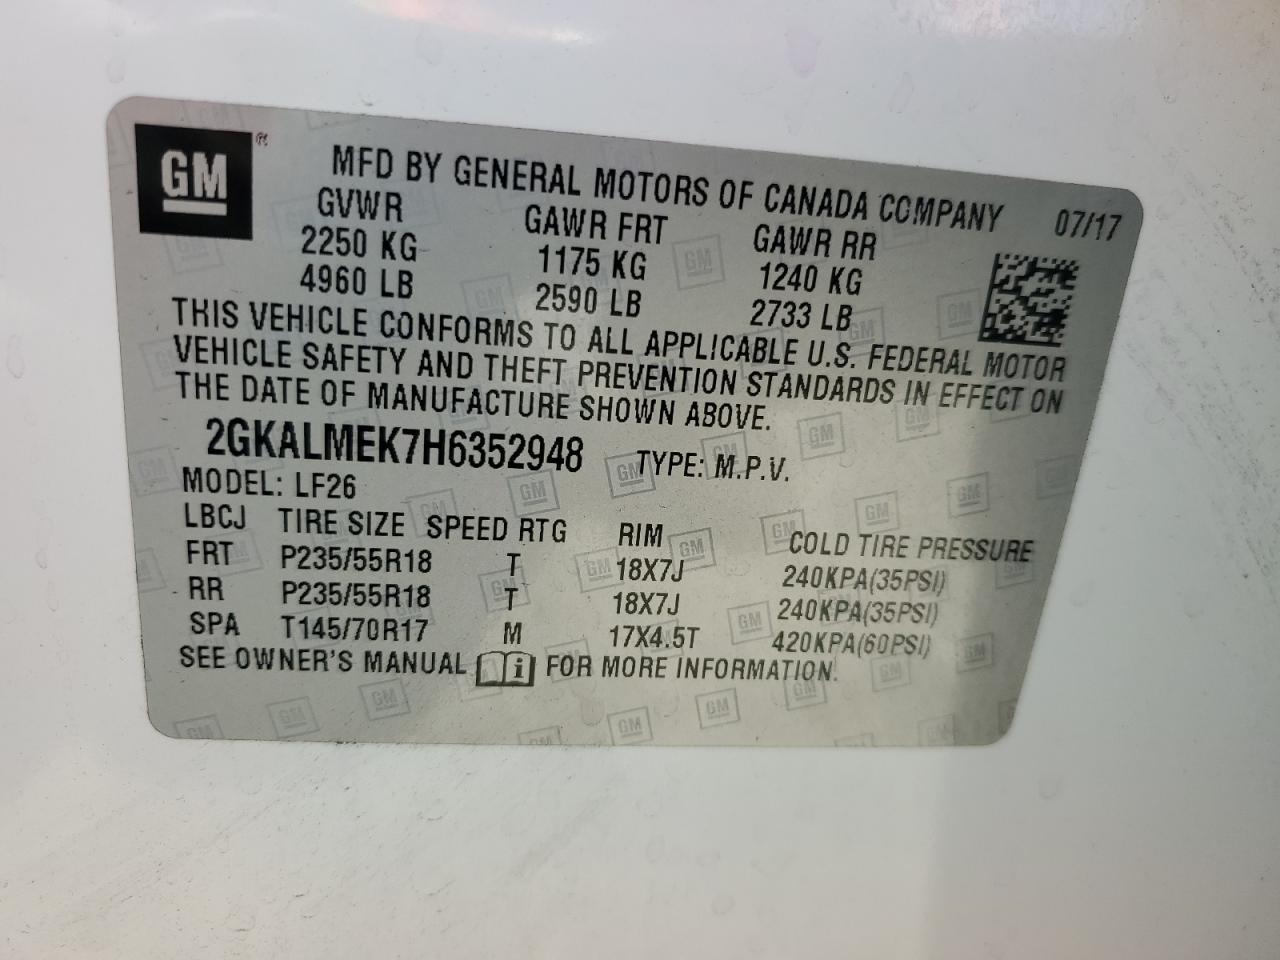 GM ®
MFD BY GENERAL MOTORS OF CANADA COMPANY 07/17
GVWR GAWR FRT GAWR RR
2250 KG 1175 KG 1240 KG
4960 LB 2590 LB 2733 LB
THIS VEHICLE CONFORMS TO ALL APPLICABLE U.S. FEDERAL MOTOR
VEHICLE SAFETY AND THEFT PREVENTION STANDARDS IN EFFECT ON
THE DATE OF MANUFACTURE SHOWN ABOVE.
2GKALMEK7H6352948 TYPE: M.P.V.
MODEL: LF26
LBCJ TIRE SIZE SPEED RTG RIM COLD TIRE PRESSURE
FRT P235/55R18 T 18X7J 240KPA(35PSI)
RR P235/55R18 T 18X7J 240KPA(35PSI)
SPA T145/70R17 M 17X4.5T 420KPA(60PSI)
SEE OWNER'S MANUAL i FOR MORE INFORMATION.